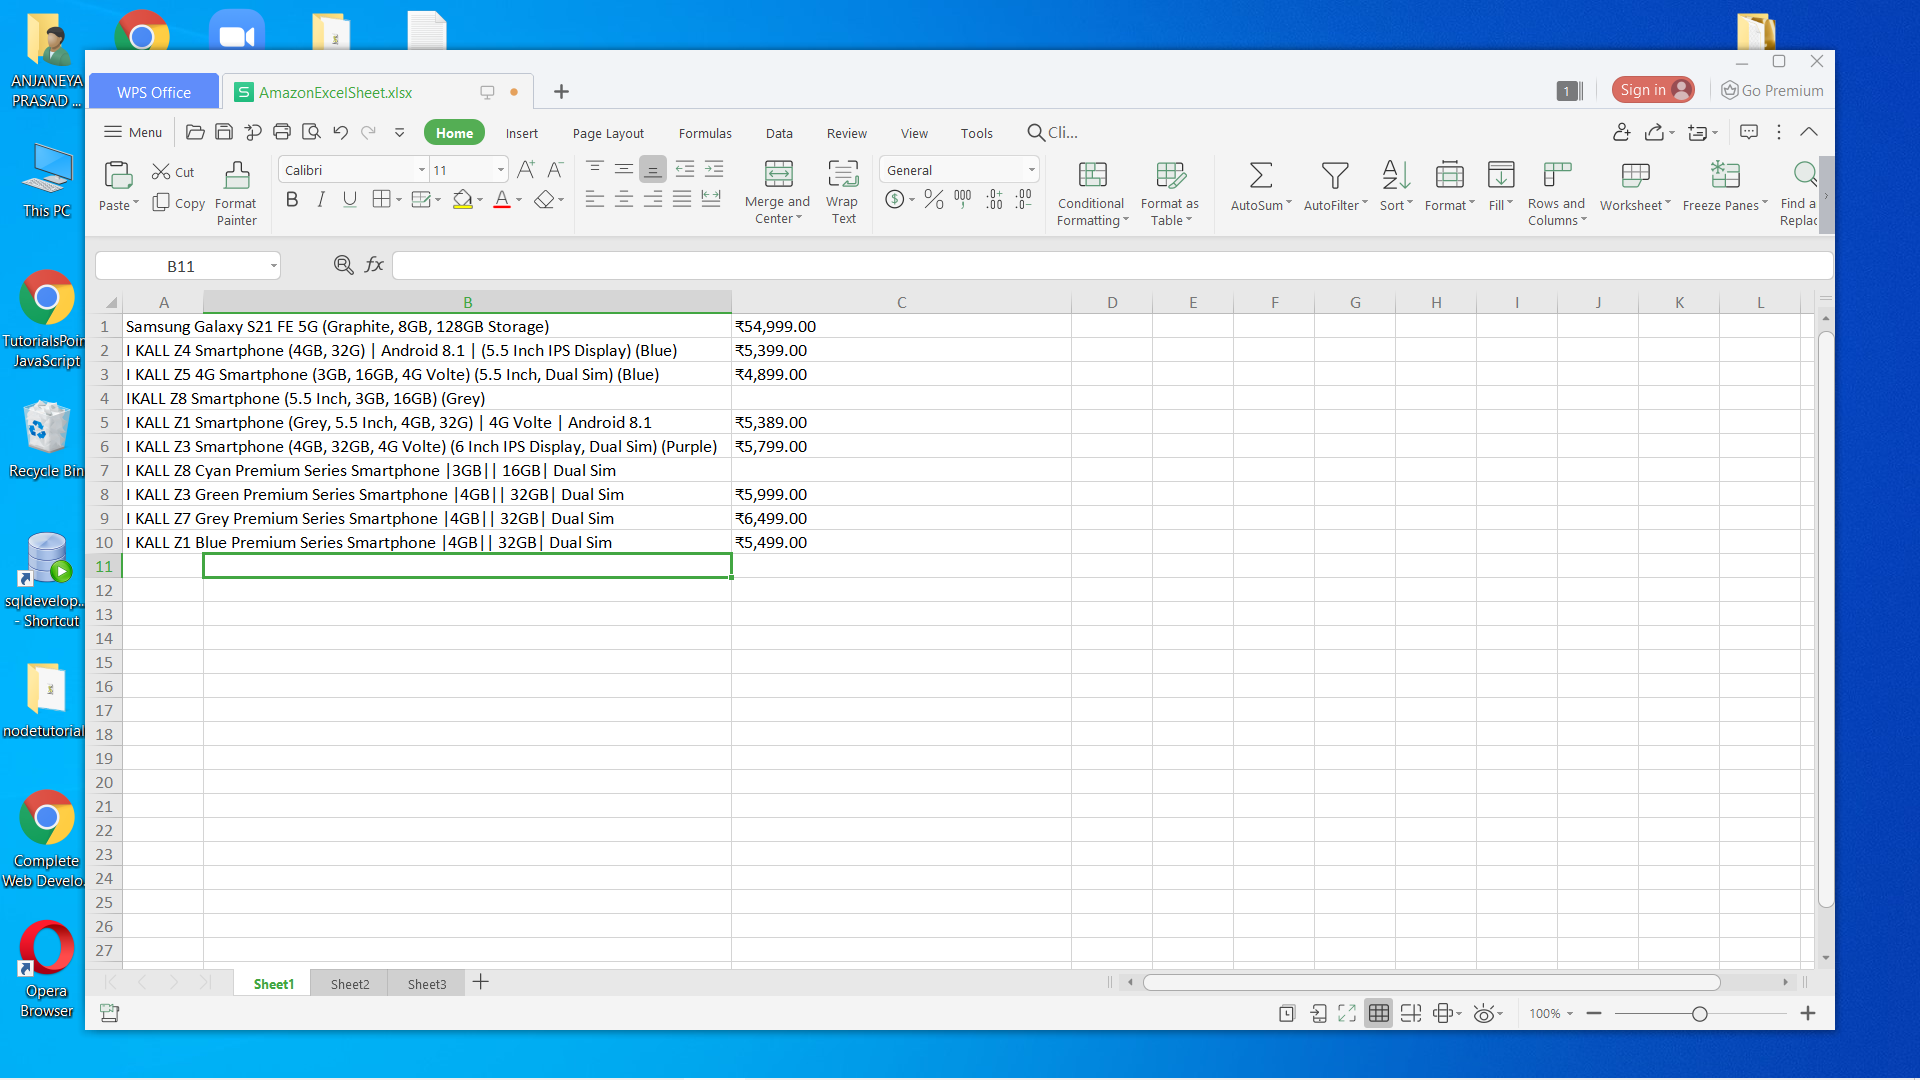 ANJANEYA
PRASAD ...
This PC
TutorialsPoin
JavaScript
Recycle Bin
sqldevelop...
- Shortcut
nodetutorial
Complete
Web Develo.
Opera
Browser
WPS Office
S AmazonExcelSheet.xlsx
1
Sign in
Go Premium
Menu
Home
Insert
Page Layout
Formulas
Data
Review
View
Tools
Cli...
Paste
Cut
Copy
Format
Painter
Calibri
11
A+ A-
B I U A
Merge and
Center
Wrap
Text
General
Conditional
Formatting
Format as
Table
AutoSum
AutoFilter
Sort
Format
Fill
Rows and
Columns
Worksheet
Freeze Panes
Find a
Replac
B11
fx
A B C D E F G H I J K L
1 Samsung Galaxy S21 FE 5G (Graphite, 8GB, 128GB Storage) ₹54,999.00
2 I KALL Z4 Smartphone (4GB, 32G) | Android 8.1 | (5.5 Inch IPS Display) (Blue) ₹5,399.00
3 I KALL Z5 4G Smartphone (3GB, 16GB, 4G Volte) (5.5 Inch, Dual Sim) (Blue) ₹4,899.00
4 IKALL Z8 Smartphone (5.5 Inch, 3GB, 16GB) (Grey)
5 I KALL Z1 Smartphone (Grey, 5.5 Inch, 4GB, 32G) | 4G Volte | Android 8.1 ₹5,389.00
6 I KALL Z3 Smartphone (4GB, 32GB, 4G Volte) (6 Inch IPS Display, Dual Sim) (Purple) ₹5,799.00
7 I KALL Z8 Cyan Premium Series Smartphone |3GB|| 16GB| Dual Sim
8 I KALL Z3 Green Premium Series Smartphone |4GB|| 32GB| Dual Sim ₹5,999.00
9 I KALL Z7 Grey Premium Series Smartphone |4GB|| 32GB| Dual Sim ₹6,499.00
10 I KALL Z1 Blue Premium Series Smartphone |4GB|| 32GB| Dual Sim ₹5,499.00
11
12
13
14
15
16
17
18
19
20
21
22
23
24
25
26
27
Sheet1
Sheet2
Sheet3
100%